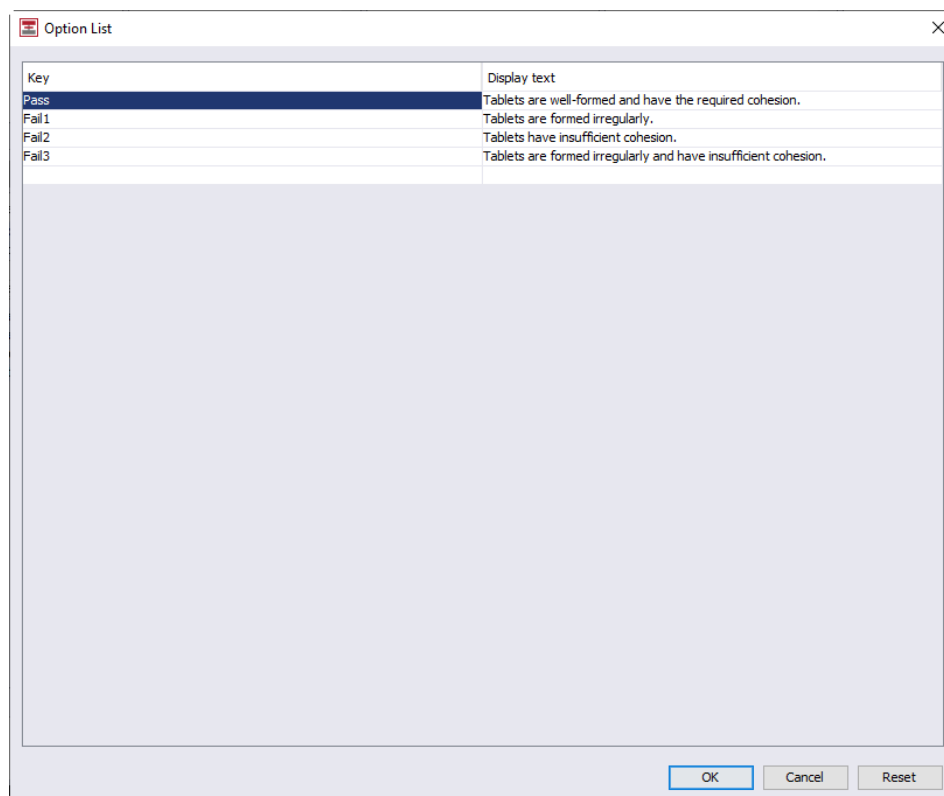 Option List
Key Display text
Pass Tablets are well-formed and have the required cohesion.
Fail1 Tablets are formed irregularly.
Fail2 Tablets have insufficient cohesion.
Fail3 Tablets are formed irregularly and have insufficient cohesion.
OK Cancel Reset